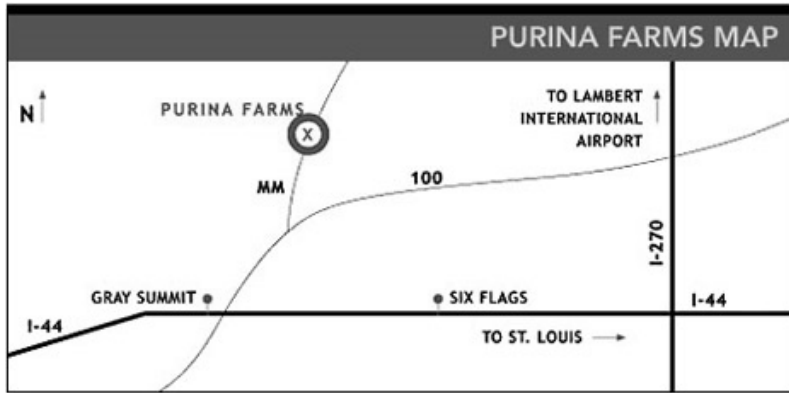 PURINA FARMS MAP
N
PURINA FARMS
X
TO LAMBERT
INTERNATIONAL
AIRPORT
MM
100
I-270
GRAY SUMMIT
SIX FLAGS
I-44
I-44
TO ST. LOUIS